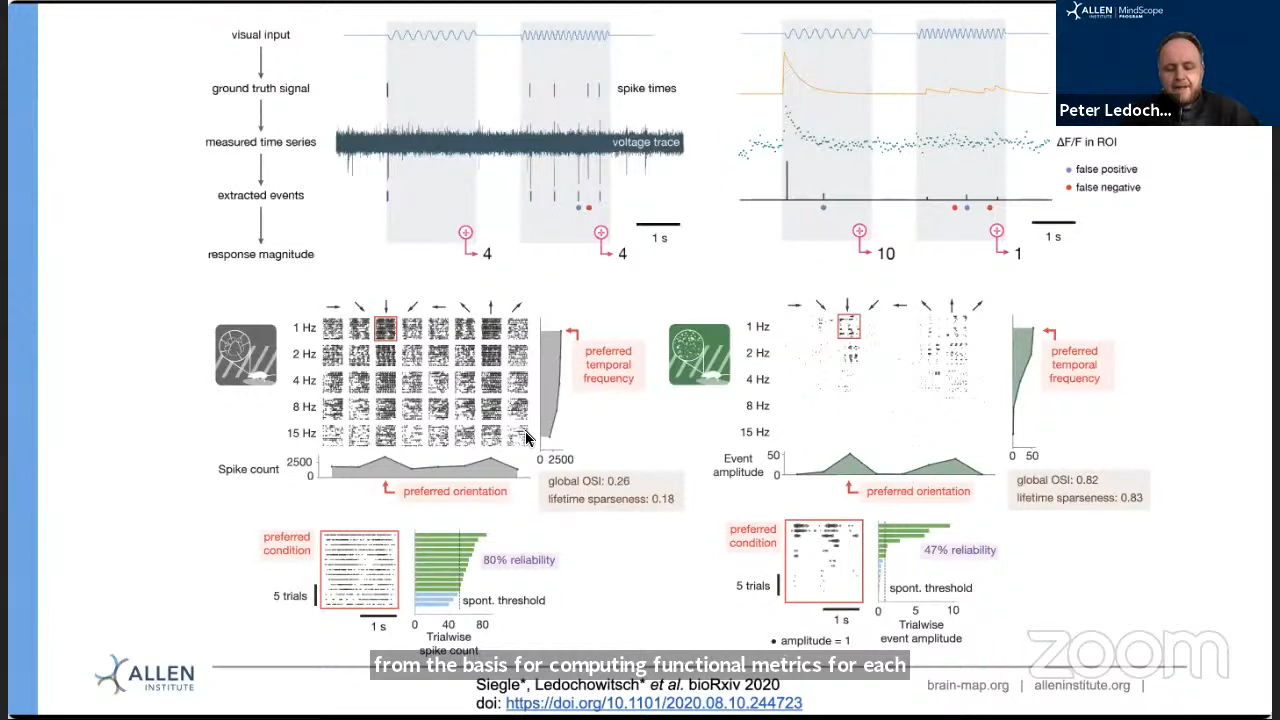 ALLEN INSTITUTE | MindScope PROGRAM
Peter Ledoch...
visual input
ground truth signal
measured time series
extracted events
response magnitude
spike times
voltage trace
1 s
4
4
ΔF/F in ROI
false positive
false negative
1 s
10
1
1 Hz
2 Hz
4 Hz
8 Hz
15 Hz
preferred
temporal
frequency
0 2500
Spike count
2500
0
preferred orientation
global OSI: 0.26
lifetime sparseness: 0.18
1 Hz
2 Hz
4 Hz
8 Hz
15 Hz
preferred
temporal
frequency
0 50
Event
amplitude
50
0
preferred orientation
global OSI: 0.82
lifetime sparseness: 0.83
preferred
condition
5 trials
1 s
80% reliability
spont. threshold
0 40 80
Trialwise
spike count
preferred
condition
5 trials
1 s
• amplitude = 1
47% reliability
spont. threshold
0 5 10
Trialwise
event amplitude
from the basis for computing functional metrics for each
zoom
ALLEN
INSTITUTE
Siegle*, Ledochowitsch* et al. bioRxiv 2020
doi: https://doi.org/10.1101/2020.08.10.244723
brain-map.org | alleninstitute.org |